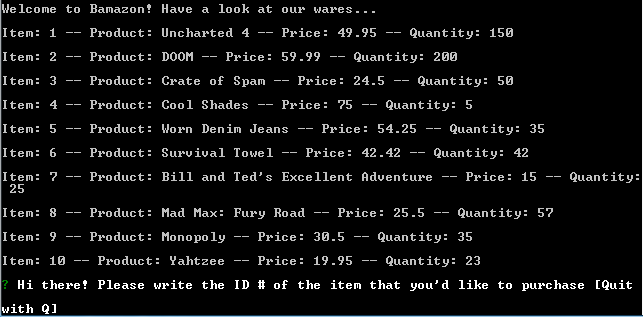 Welcome to Bamazon! Have a look at our wares...
Item: 1 -- Product: Uncharted 4 -- Price: 49.95 -- Quantity: 150
Item: 2 -- Product: DOOM -- Price: 59.99 -- Quantity: 200
Item: 3 -- Product: Crate of Spam -- Price: 24.5 -- Quantity: 50
Item: 4 -- Product: Cool Shades -- Price: 75 -- Quantity: 5
Item: 5 -- Product: Worn Denim Jeans -- Price: 54.25 -- Quantity: 35
Item: 6 -- Product: Survival Towel -- Price: 42.42 -- Quantity: 42
Item: 7 -- Product: Bill and Ted's Excellent Adventure -- Price: 15 -- Quantity:
25
Item: 8 -- Product: Mad Max: Fury Road -- Price: 25.5 -- Quantity: 57
Item: 9 -- Product: Monopoly -- Price: 30.5 -- Quantity: 35
Item: 10 -- Product: Yahtzee -- Price: 19.95 -- Quantity: 23
? Hi there! Please write the ID # of the item that you'd like to purchase [Quit
with Q]